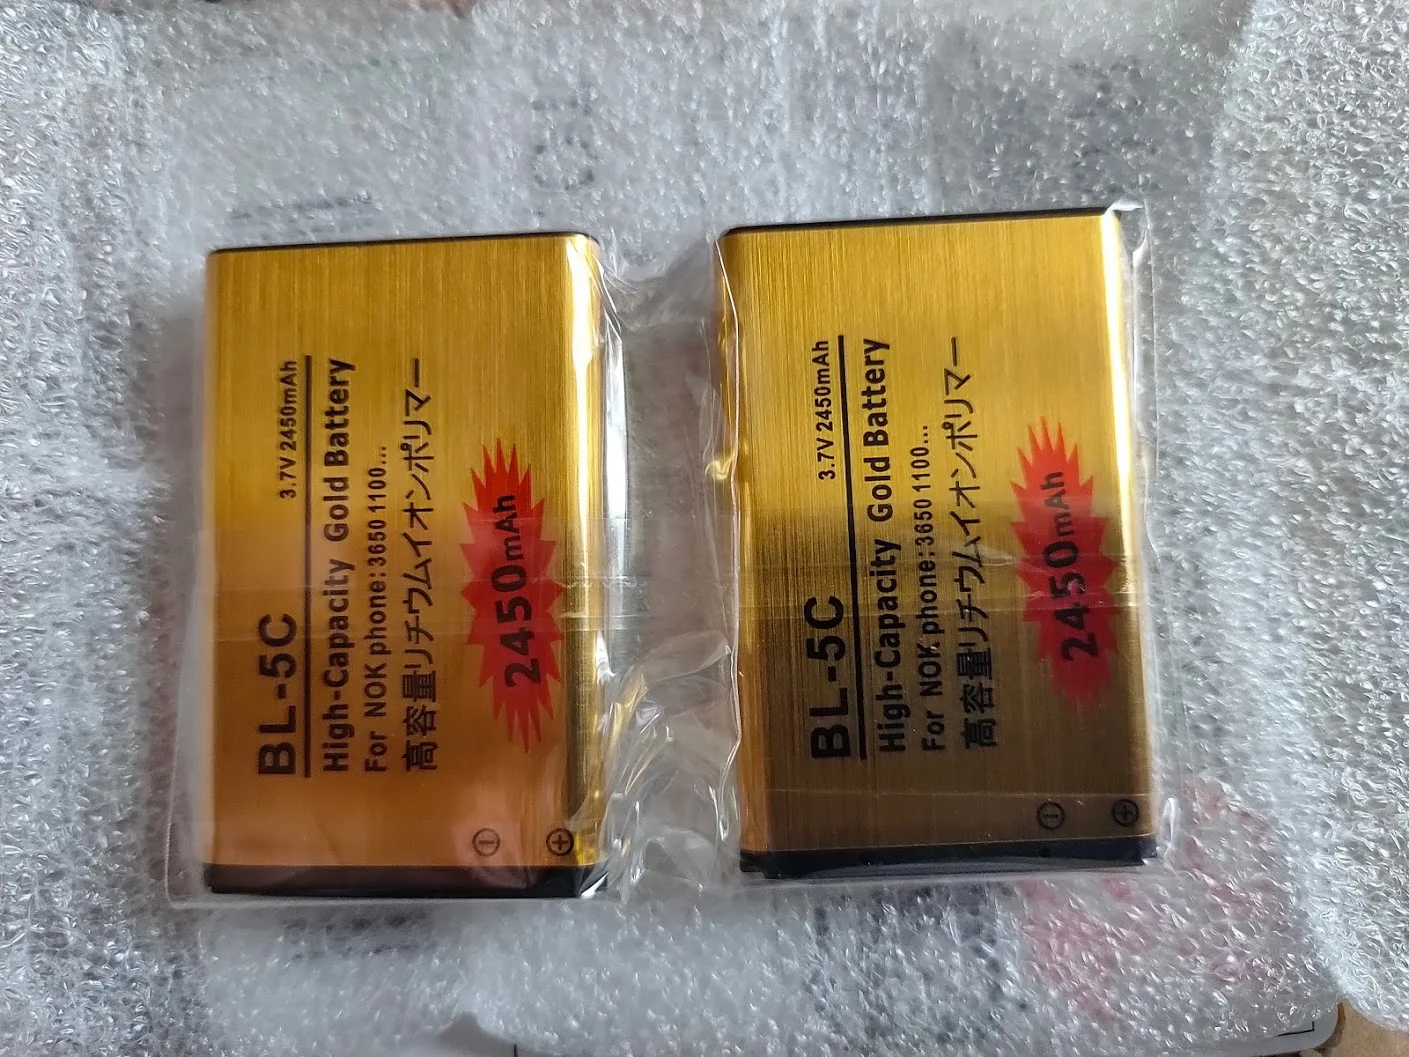 3.7V 2450mAh
BL-5C
High-Capacity Gold Battery
For NOK phone:3650 1100...
高容量リチウムイオンポリマー
2450mAh
3.7V 2450mAh
BL-5C
High-Capacity Gold Battery
For NOK phone:3650 1100...
高容量リチウムイオンポリマー
2450mAh